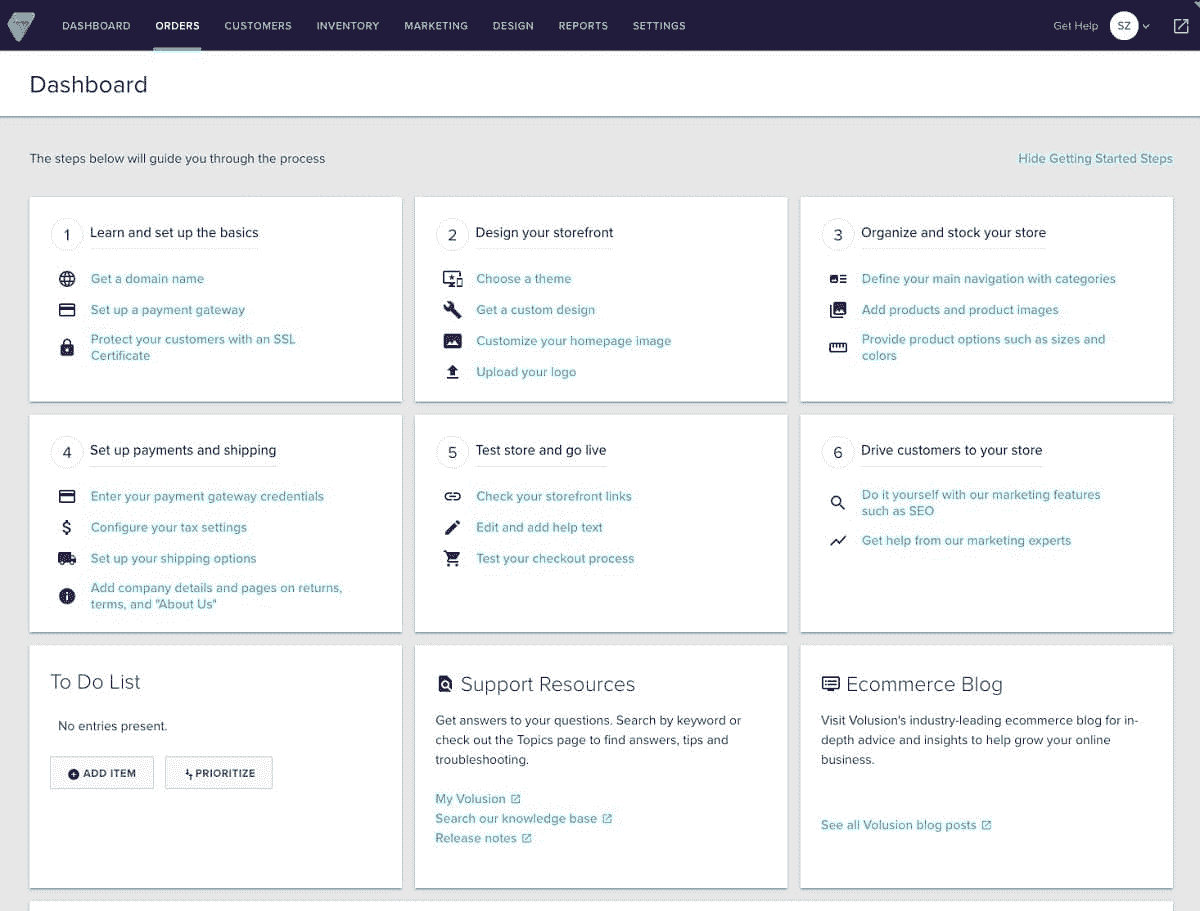 DASHBOARD ORDERS CUSTOMERS INVENTORY MARKETING DESIGN REPORTS SETTINGS Get Help SZ
Dashboard
The steps below will guide you through the process Hide Getting Started Steps
1 Learn and set up the basics
Get a domain name
Set up a payment gateway
Protect your customers with an SSL
Certificate
2 Design your storefront
Choose a theme
Get a custom design
Customize your homepage image
Upload your logo
3 Organize and stock your store
Define your main navigation with categories
Add products and product images
Provide product options such as sizes and
colors
4 Set up payments and shipping
Enter your payment gateway credentials
Configure your tax settings
Set up your shipping options
Add company details and pages on returns,
terms, and "About Us"
5 Test store and go live
Check your storefront links
Edit and add help text
Test your checkout process
6 Drive customers to your store
Do it yourself with our marketing features
such as SEO
Get help from our marketing experts
To Do List
No entries present.
ADD ITEM PRIORITIZE
Support Resources
Get answers to your questions. Search by keyword or
check out the Topics page to find answers, tips and
troubleshooting.
My Volusion
Search our knowledge base
Release notes
Ecommerce Blog
Visit Volusion's industry-leading ecommerce blog for in-
depth advice and insights to help grow your online
business.
See all Volusion blog posts